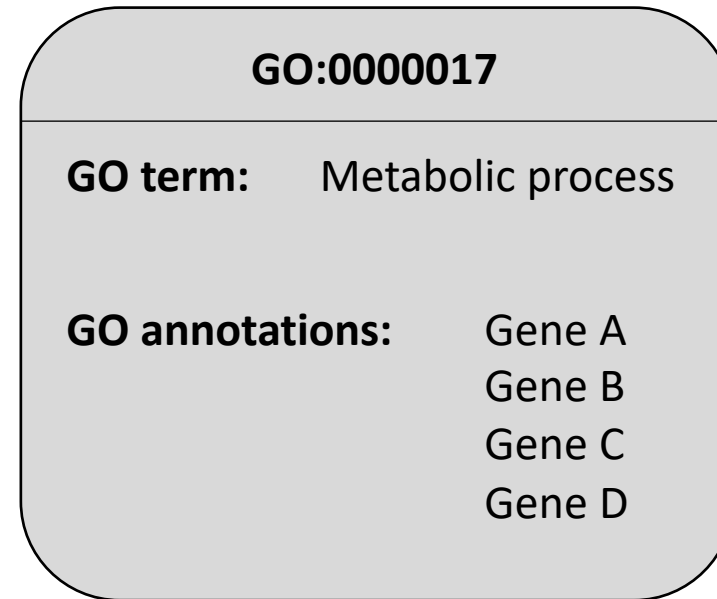 GO:0000017
GO term: Metabolic process
GO annotations: Gene A
Gene B
Gene C
Gene D